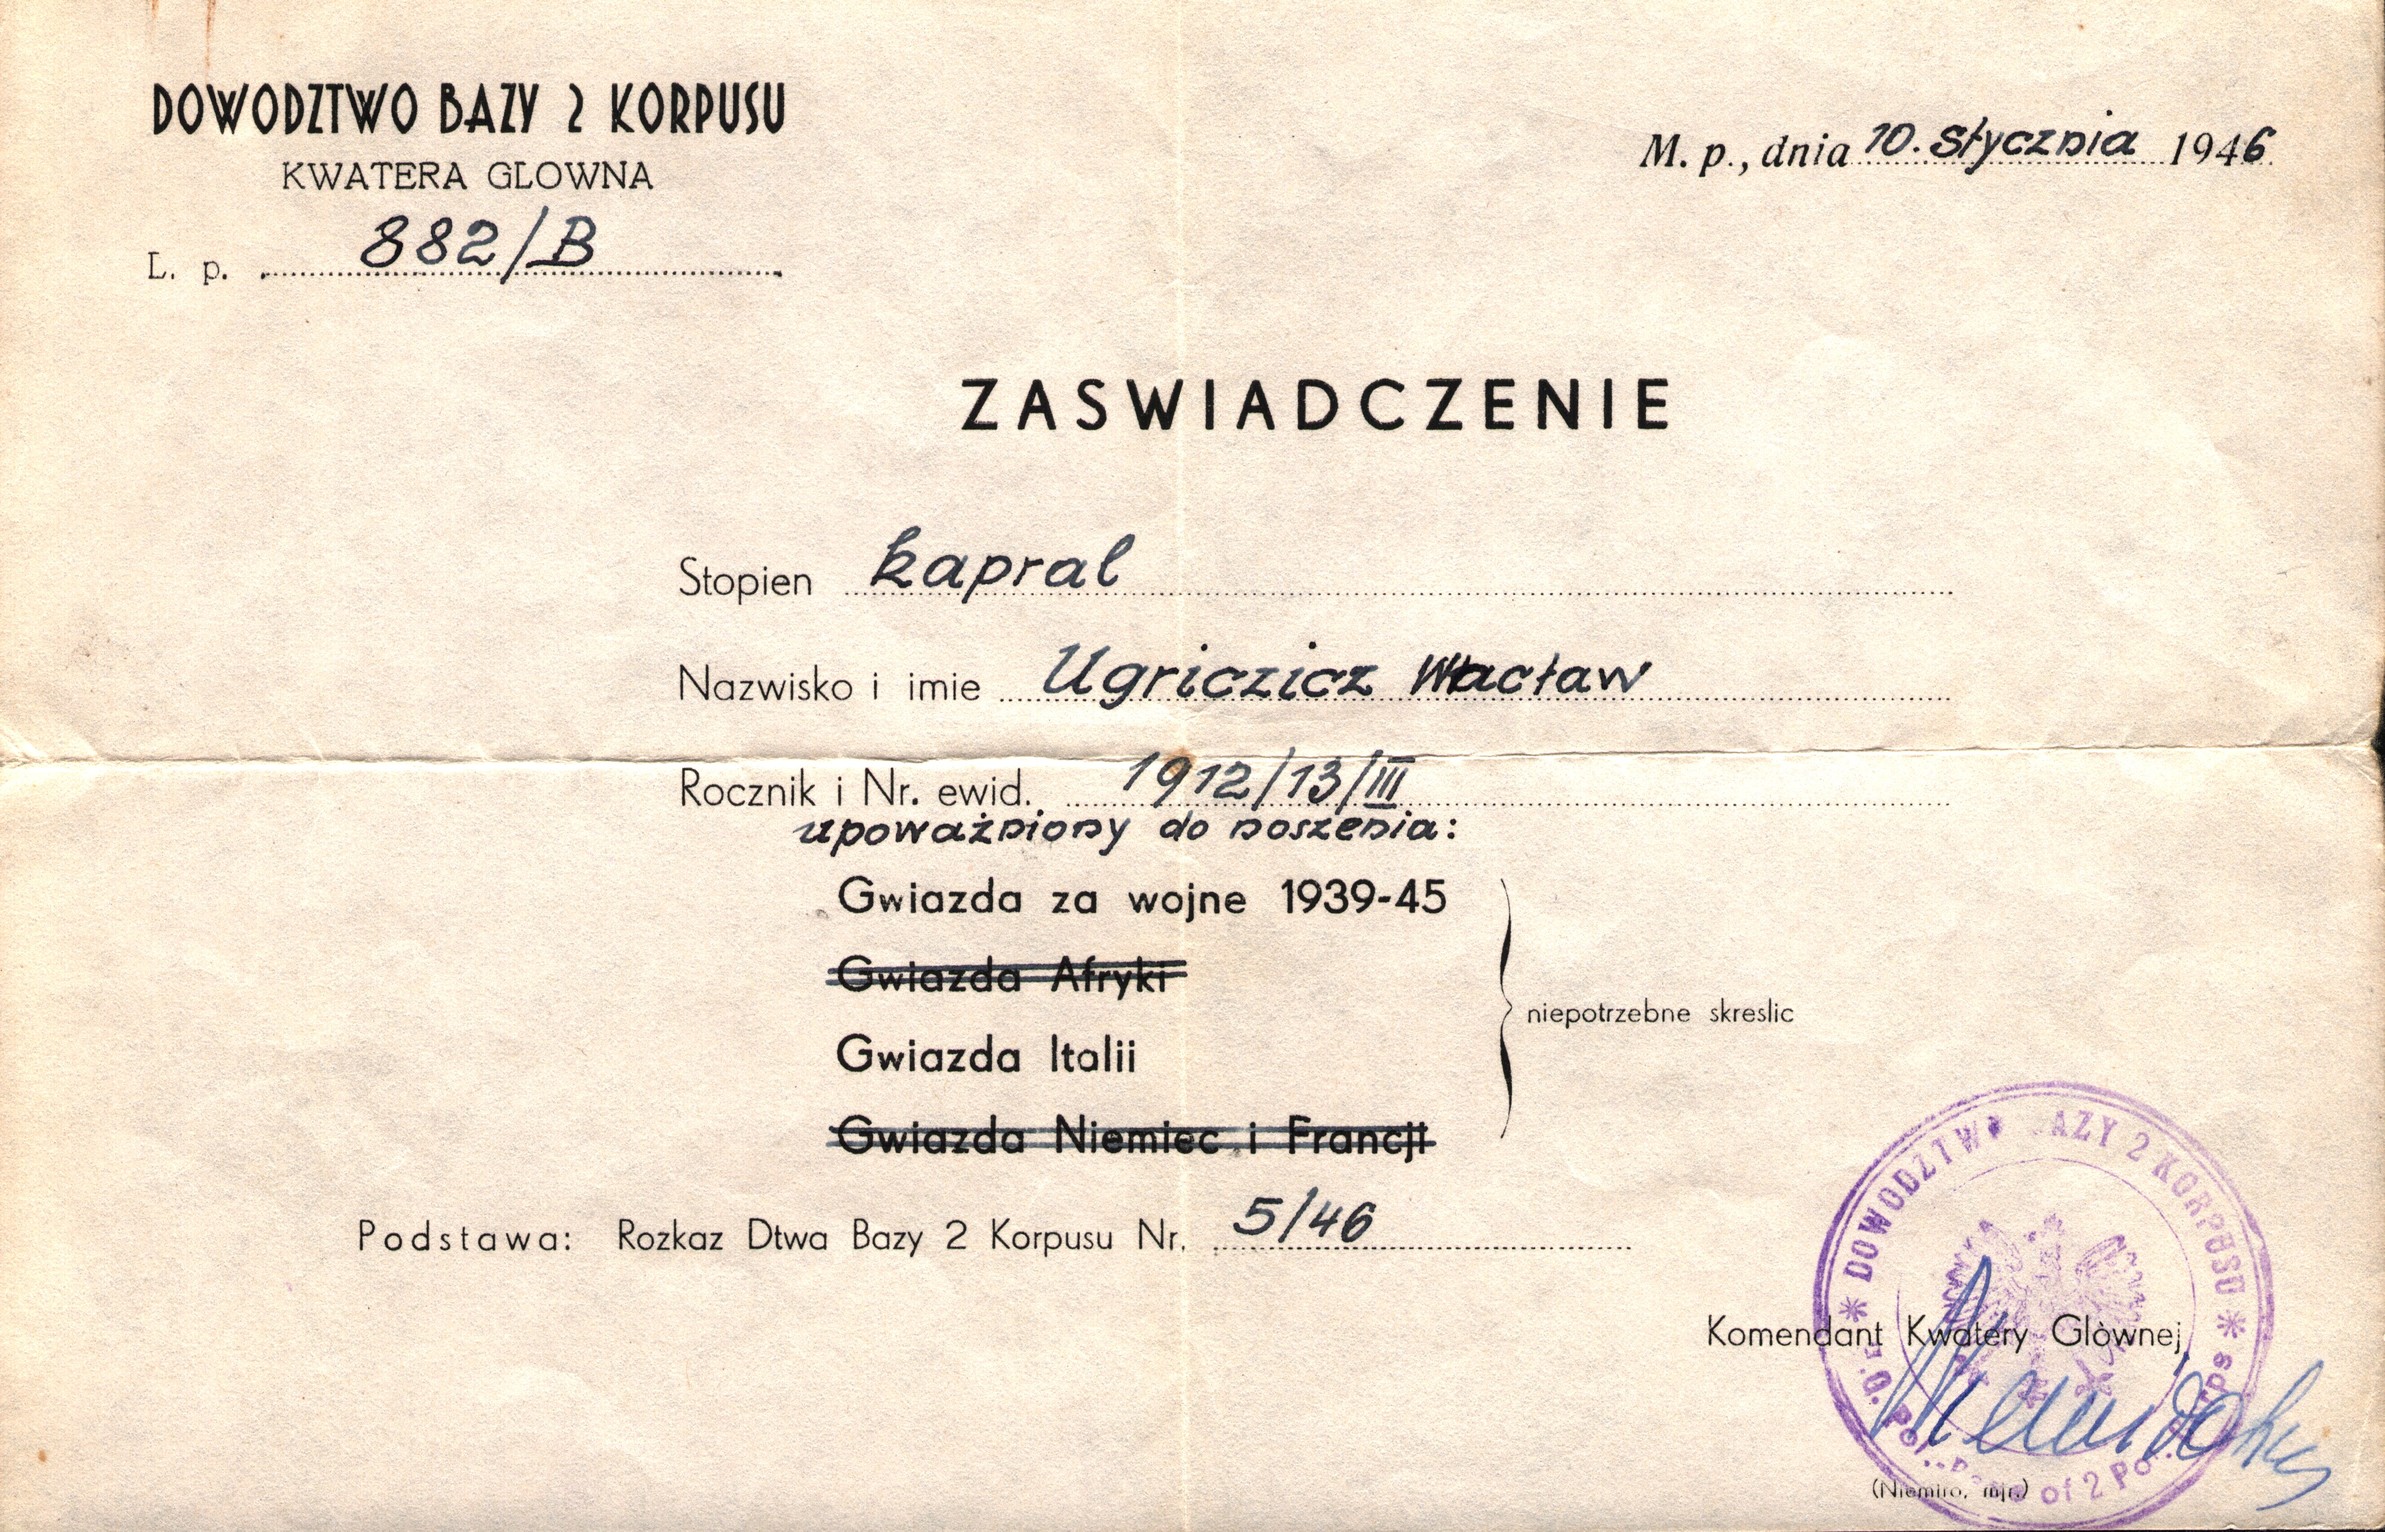 DOWODZTWO BAZY 2 KORPUSU
KWATERA GLOWNA
L. p. 882/B
M. p., dnia 10. stycznia 1946
ZASWIADCZENIE
Stopien kapral
Nazwisko i imie Ugriczicz Wacław
Rocznik i Nr. ewid. 1912/13/III
upoważniony do noszenia:
Gwiazda za wojne 1939-45
Gwiazda Afryki
Gwiazda Italii
Gwiazda Niemiec i Francji
niepotrzebne skreslic
Podstawa: Rozkaz Dtwa Bazy 2 Korpusu Nr. 5/46
DOWODZTWO BAZY 2 KORPUSU
of 2
Komendant Kwatery Glòwnej
(Niemiro, mjr.)